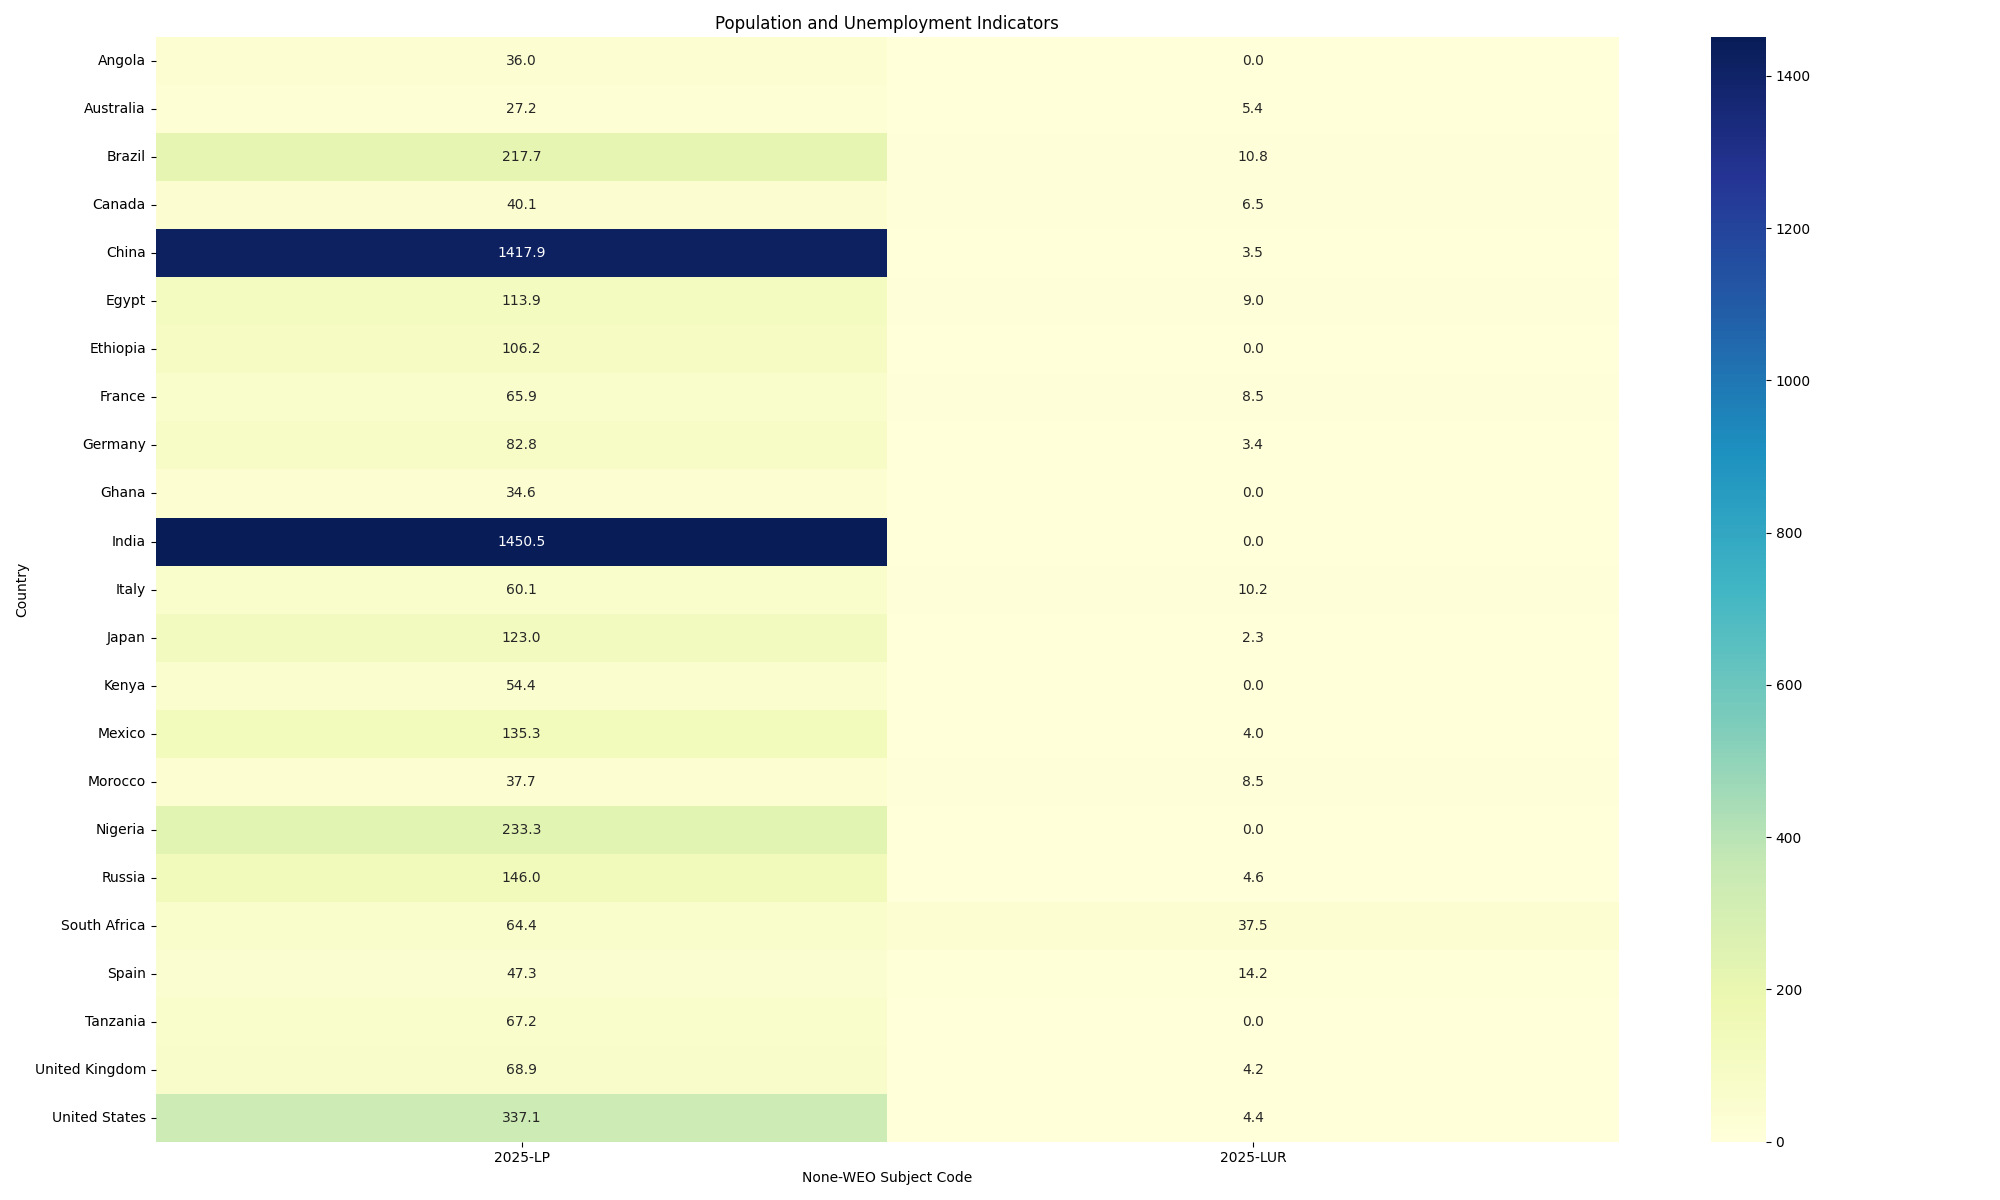 Population and Unemployment Indicators
Angola 36.0 0.0
Australia 27.2 5.4
Brazil 217.7 10.8
Canada 40.1 6.5
China 1417.9 3.5
Egypt 113.9 9.0
Ethiopia 106.2 0.0
France 65.9 8.5
Germany 82.8 3.4
Ghana 34.6 0.0
India 1450.5 0.0
Italy 60.1 10.2
Japan 123.0 2.3
Kenya 54.4 0.0
Mexico 135.3 4.0
Morocco 37.7 8.5
Nigeria 233.3 0.0
Russia 146.0 4.6
South Africa 64.4 37.5
Spain 47.3 14.2
Tanzania 67.2 0.0
United Kingdom 68.9 4.2
United States 337.1 4.4
Country
2025-LP 2025-LUR
None-WEO Subject Code
1400
1200
1000
800
600
400
200
0